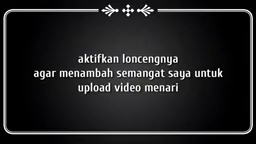 aktifkan loncengnya
agar menambah semangat saya untuk
upload video menari